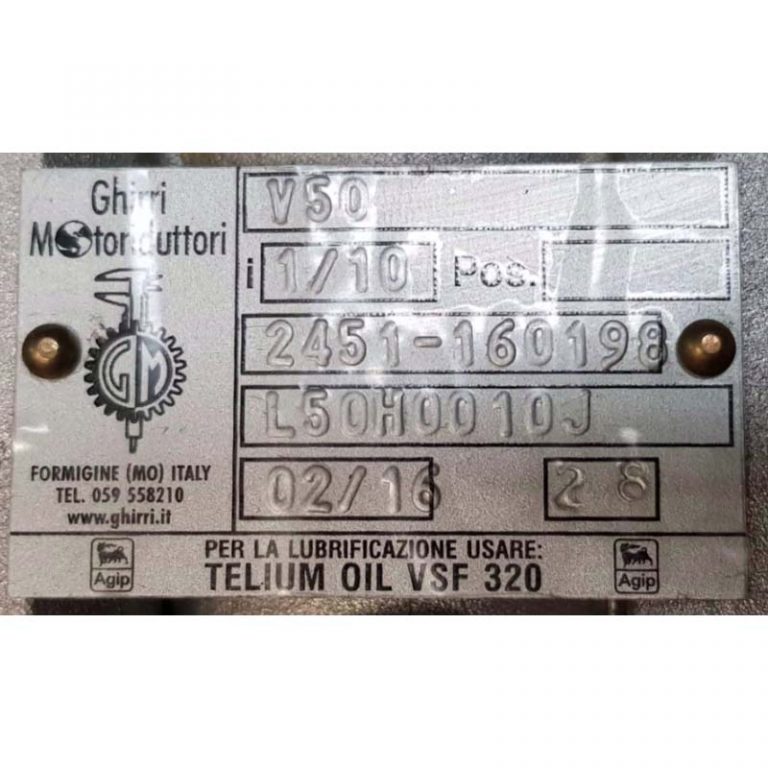 Ghirri
Motoriduttori
GM
FORMIGINE (MO) ITALY
TEL. 059 558210
www.ghirri.it
V50
i 1/10 Pos.
2451-160198
L50H0010J
02/16 28
Agip
PER LA LUBRIFICAZIONE USARE:
TELIUM OIL VSF 320
Agip